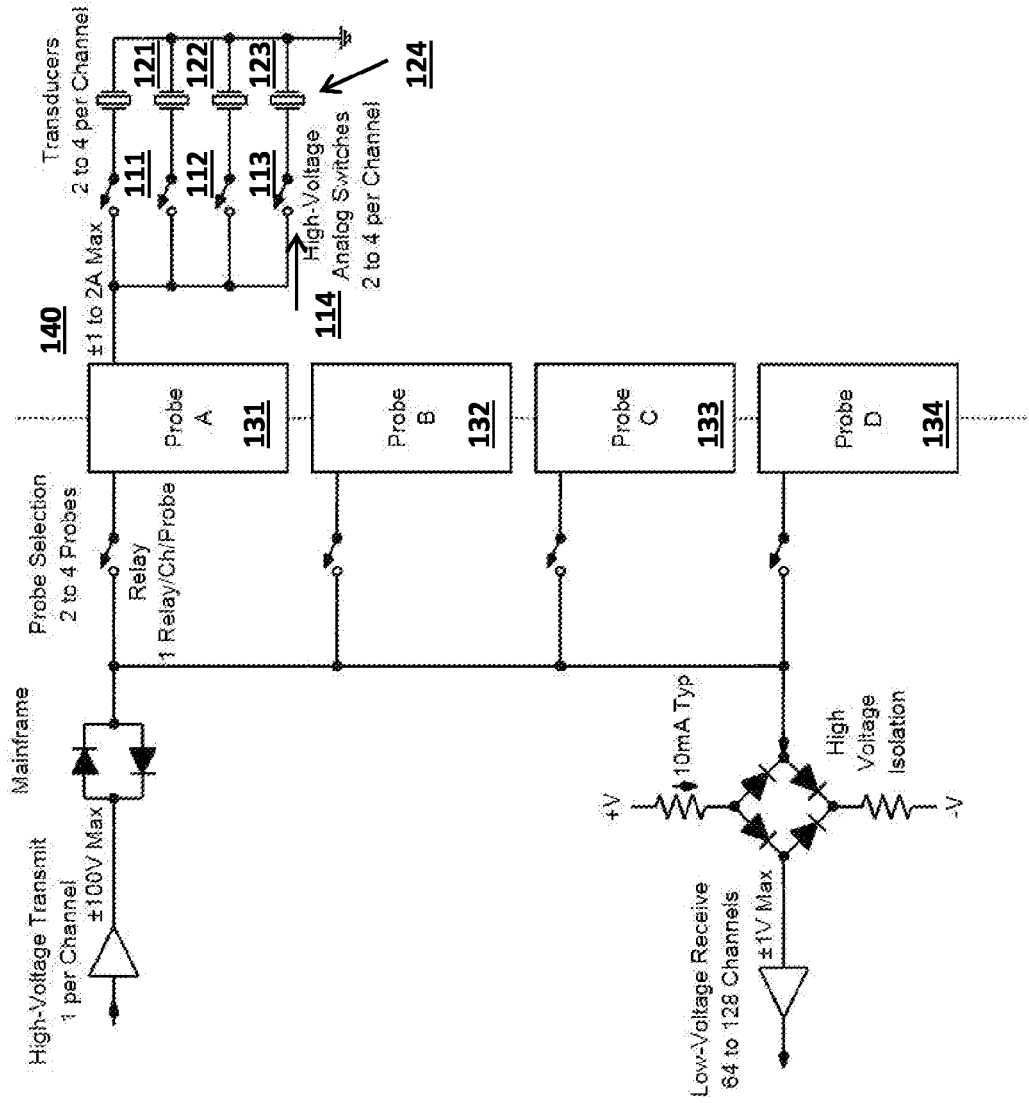 High-Voltage Transmit
1 per Channel
±100V Max
Mainframe
Probe Selection
2 to 4 Probes
Relay
1 Relay/Ch/Probe
Probe
A
131
140
±1 to 2A Max
Transducers
2 to 4 per Channel
111
121
112
122
113
123
114
High-Voltage
Analog Switches
2 to 4 per Channel
124
Probe
B
132
Probe
C
133
Probe
D
134
+V
10mA Typ
High
Voltage
Isolation
-V
Low-Voltage Receive
64 to 128 Channels
±1V Max